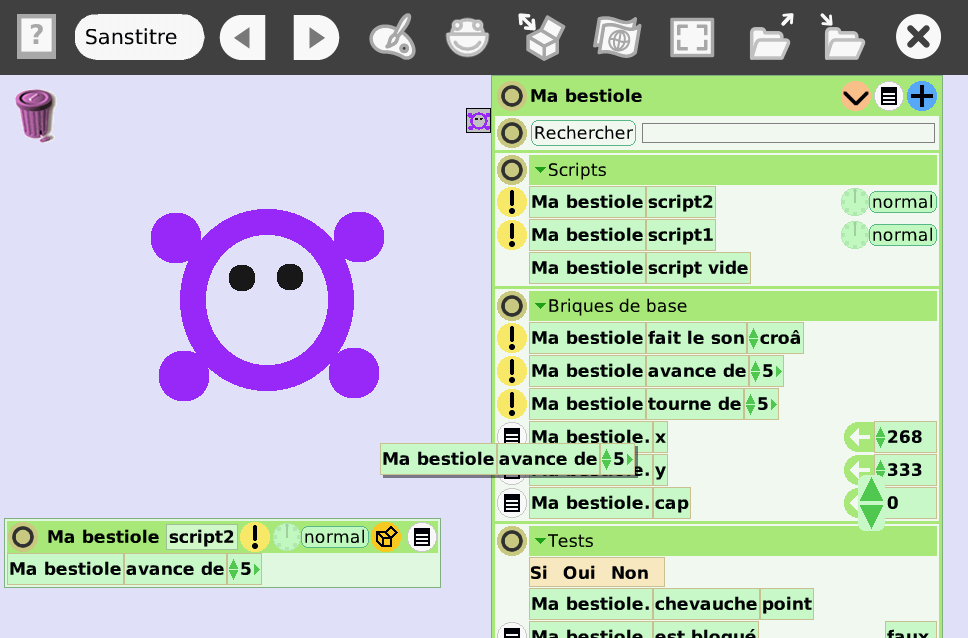 ? Sanstitre
Ma bestiole
Rechercher
Scripts
! Ma bestiole script2 normal
! Ma bestiole script1 normal
Ma bestiole script vide
Briques de base
! Ma bestiole fait le son croâ
! Ma bestiole avance de 5
! Ma bestiole tourne de 5
Ma bestiole. x 268
Ma bestiole avance de 5
e. y 333
Ma bestiole. cap 0
Ma bestiole script2 ! normal
Ma bestiole avance de 5
Tests
Si Oui Non
Ma bestiole. chevauche point
Ma bestiole. est bloqué faux